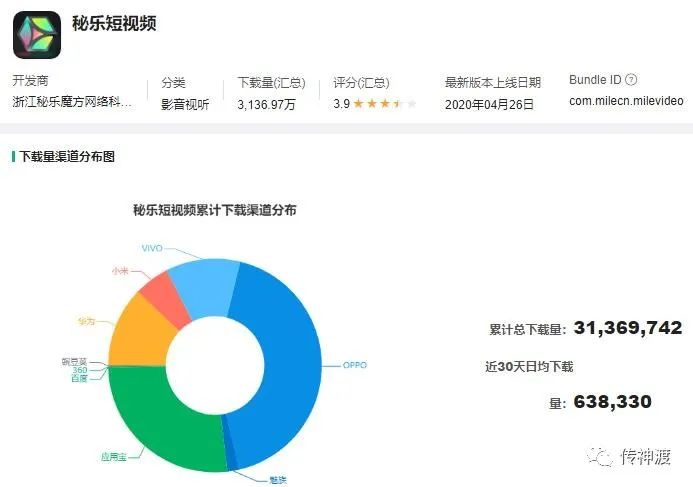 秘乐短视频
开发商
分类
下载量(汇总)
评分(汇总)
最新版本上线日期
Bundle ID ?
浙江秘乐魔方网络科...
影音视听
3,136.97万
3.9
2020年04月26日
com.milecn.milevideo
下载量渠道分布图
秘乐短视频累计下载渠道分布
VIVO
小米
华为
豌豆荚
360
百度
OPPO
应用宝
魅族
累计总下载量: 31,369,742
近30天日均下载
量: 638,330
传神渡